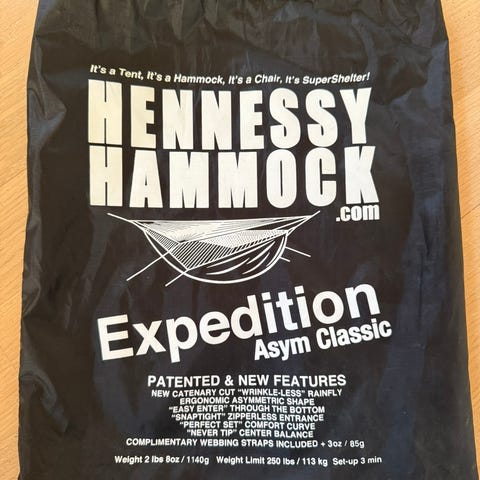 It's a Tent, It's a Hammock, It's a Chair, It's SuperShelter!
HENNESSY
HAMMOCK
.com
Expedition
Asym Classic
PATENTED & NEW FEATURES
NEW CATENARY CUT "WRINKLE-LESS" RAINFLY
ERGONOMIC ASYMMETRIC SHAPE
"EASY ENTER" THROUGH THE BOTTOM
"SNAPTIGHT" ZIPPERLESS ENTRANCE
"PERFECT SET" COMFORT CURVE
"NEVER TIP" CENTER BALANCE
COMPLIMENTARY WEBBING STRAPS INCLUDED + 3oz / 85g
Weight 2 lbs 8oz / 1140g Weight Limit 250 lbs / 113 kg Set-up 3 min